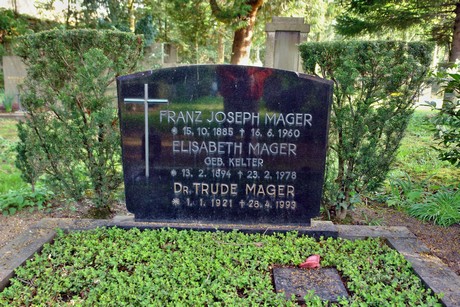 FRANZ JOSEPH MAGER
* 15.10.1885 + 16.6.1960
ELISABETH MAGER
GEB. KELTER
* 13.2.1894 + 23.2.1978
DR. TRUDE MAGER
* 1.1.1921 + 28.4.1993